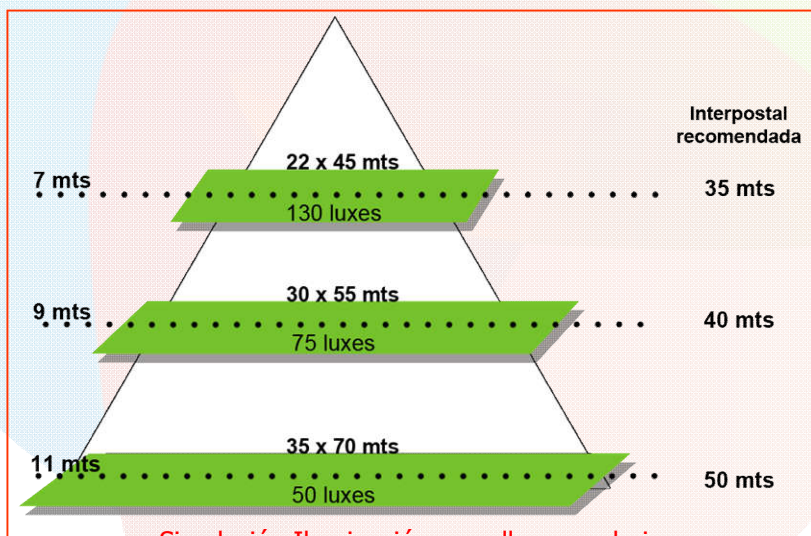 Interpostal
recomendada
22 x 45 mts
7 mts
35 mts
130 luxes
30 x 55 mts
9 mts
40 mts
75 luxes
35 x 70 mts
11 mts
50 mts
50 luxes